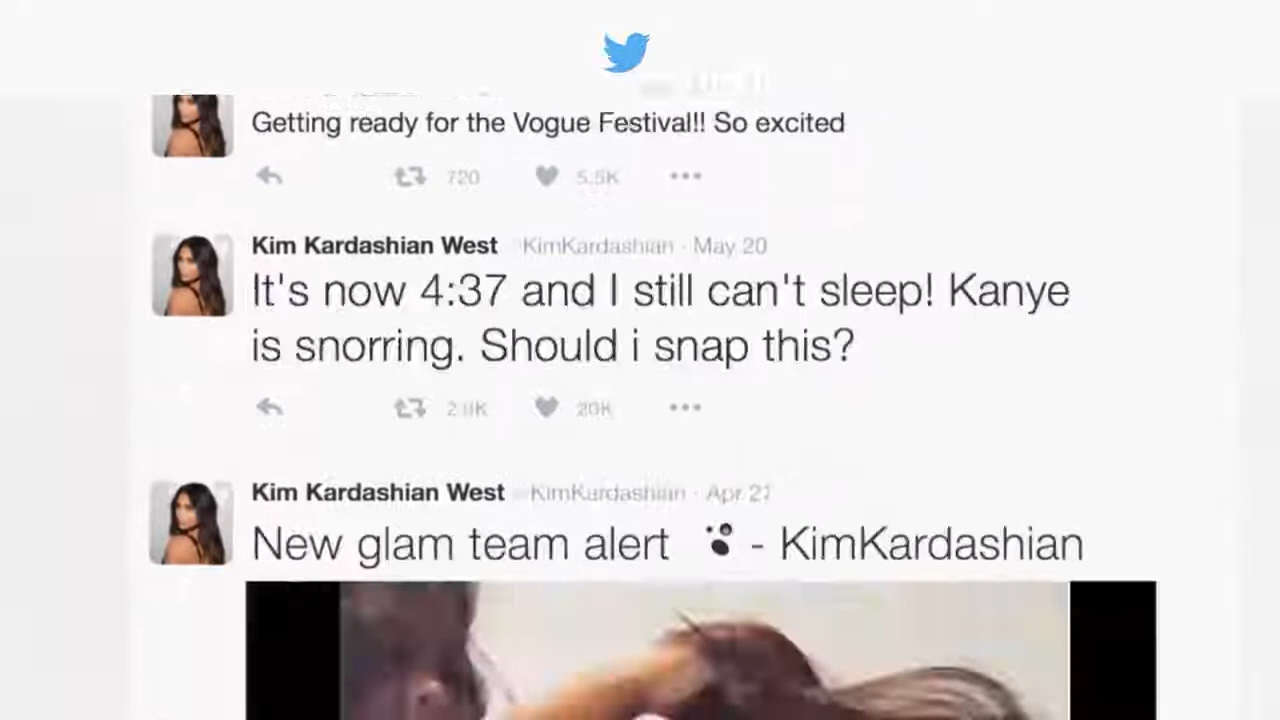 Getting ready for the Vogue Festival!! So excited
720 5.5K
Kim Kardashian West KimKardashian · May 20
It's now 4:37 and I still can't sleep! Kanye
is snorring. Should i snap this?
20K
Kim Kardashian West KimKardashian · Apr 27
New glam team alert - KimKardashian